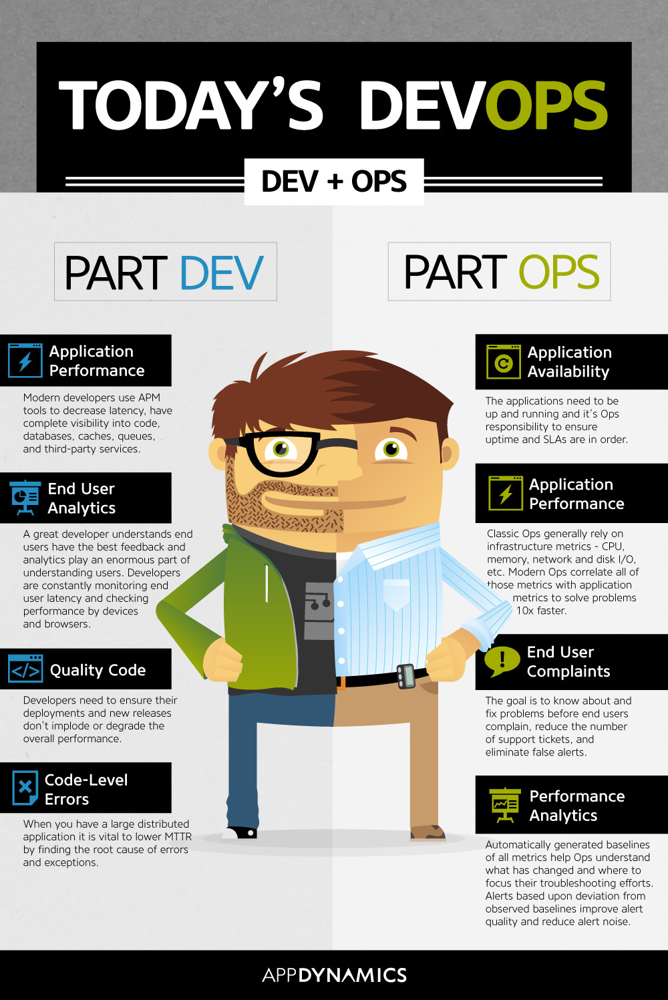 TODAY'S DEVOPS
DEV + OPS
PART DEV
Application
Performance
Modern developers use APM
tools to decrease latency, have
complete visibility into code,
databases, caches, queues,
and third-party services.
End User
Analytics
A great developer understands end
users have the best feedback and
analytics play an enormous part of
understanding users. Developers
are constantly monitoring end
user latency and checking
performance by devices
and browsers.
</>
Quality Code
Developers need to ensure their
deployments and new releases
don't implode or degrade the
overall performance.
Code-Level
Errors
When you have a large distributed
application it is vital to lower MTTR
by finding the root cause of errors
and exceptions.
PART OPS
Application
Availability
The applications need to be
up and running and it's Ops
responsibility to ensure
uptime and SLAs are in order.
Application
Performance
Classic Ops generally rely on
infrastructure metrics - CPU,
memory, network and disk I/O,
etc. Modern Ops correlate all of
those metrics with application
metrics to solve problems
10x faster.
!
End User
Complaints
The goal is to know about and
fix problems before end users
complain, reduce the number
of support tickets, and
eliminate false alerts.
Performance
Analytics
Automatically generated baselines
of all metrics help Ops understand
what has changed and where to
focus their troubleshooting efforts.
Alerts based upon deviation from
observed baselines improve alert
quality and reduce alert noise.
APPDYNAMICS